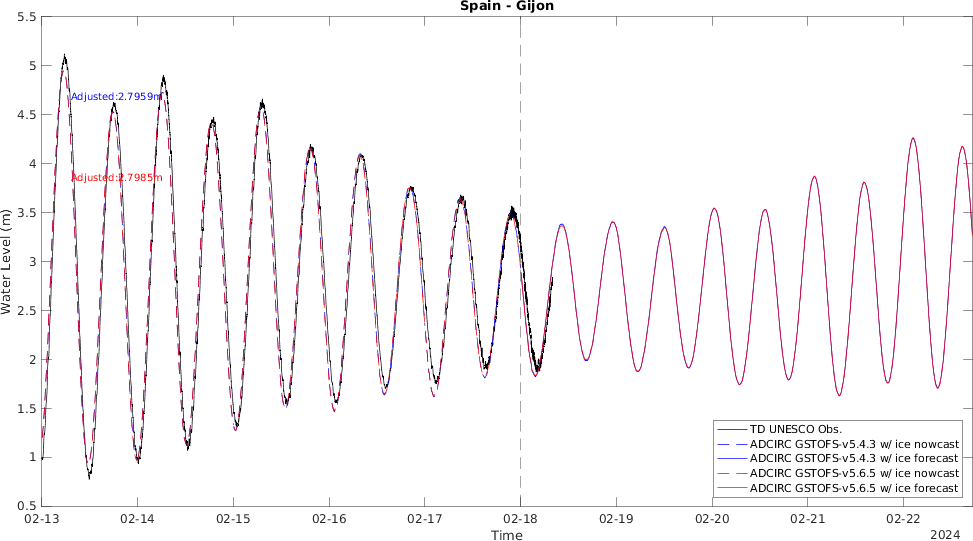 Spain - Gijon
5.5
5
4.5
4
3.5
3
2.5
2
1.5
1
0.5
Water Level (m)
Adjusted:2.7959m
Adjusted:2.7985m
TD UNESCO Obs.
ADCIRC GSTOFS-v5.4.3 w/ ice nowcast
ADCIRC GSTOFS-v5.4.3 w/ ice forecast
ADCIRC GSTOFS-v5.6.5 w/ ice nowcast
ADCIRC GSTOFS-v5.6.5 w/ ice forecast
02-13 02-14 02-15 02-16 02-17 02-18 02-19 02-20 02-21 02-22
Time
2024